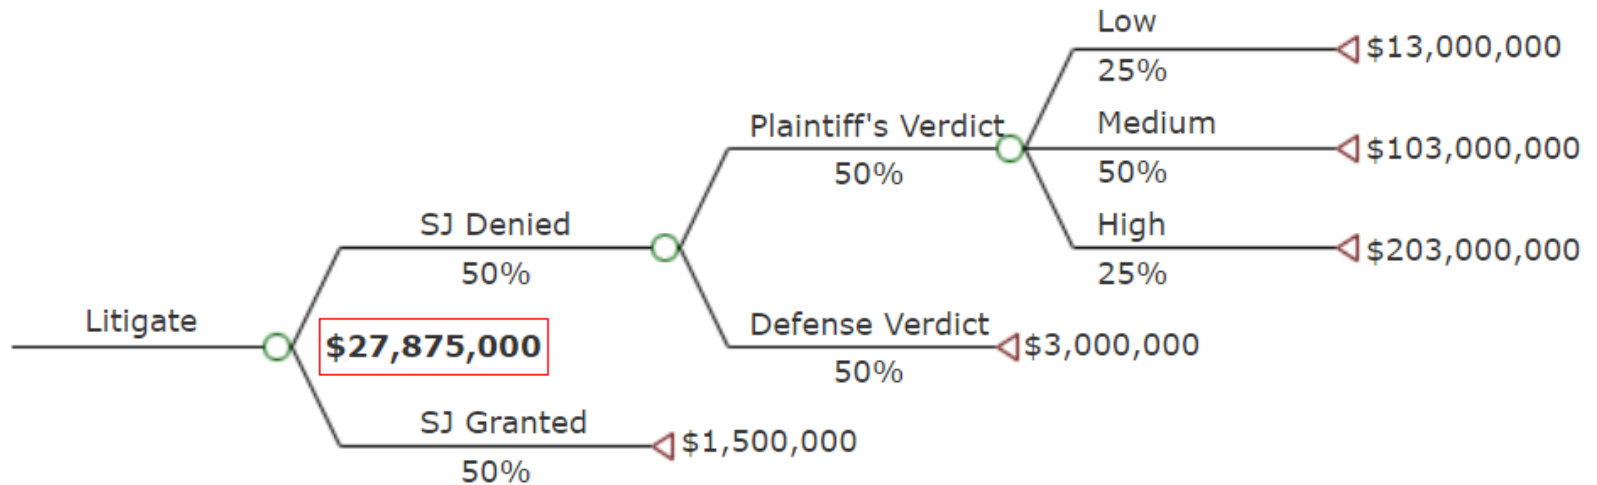 Low
$13,000,000
25%
Plaintiff's Verdict
Medium
50%
$103,000,000
50%
SJ Denied
High
50%
$203,000,000
25%
Litigate
$27,875,000
Defense Verdict
$3,000,000
50%
SJ Granted
$1,500,000
50%